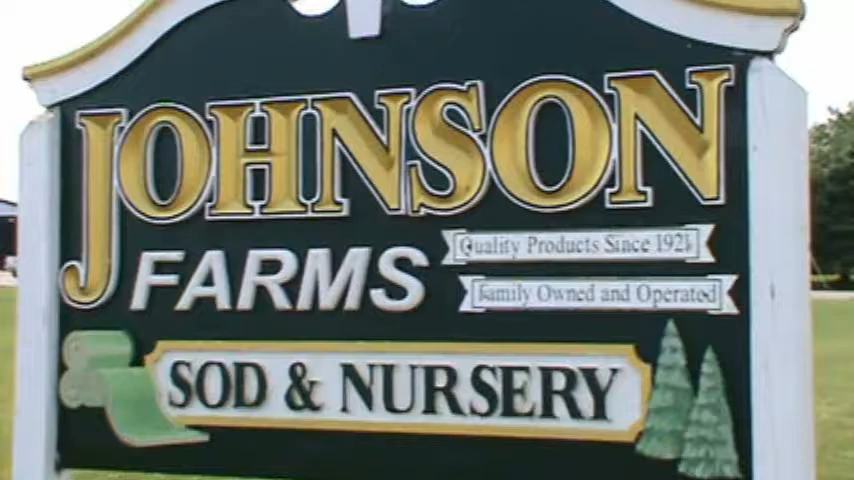 JOHNSON
FARMS
Quality Products Since
Family Owned and Operated
SOD & NURSERY